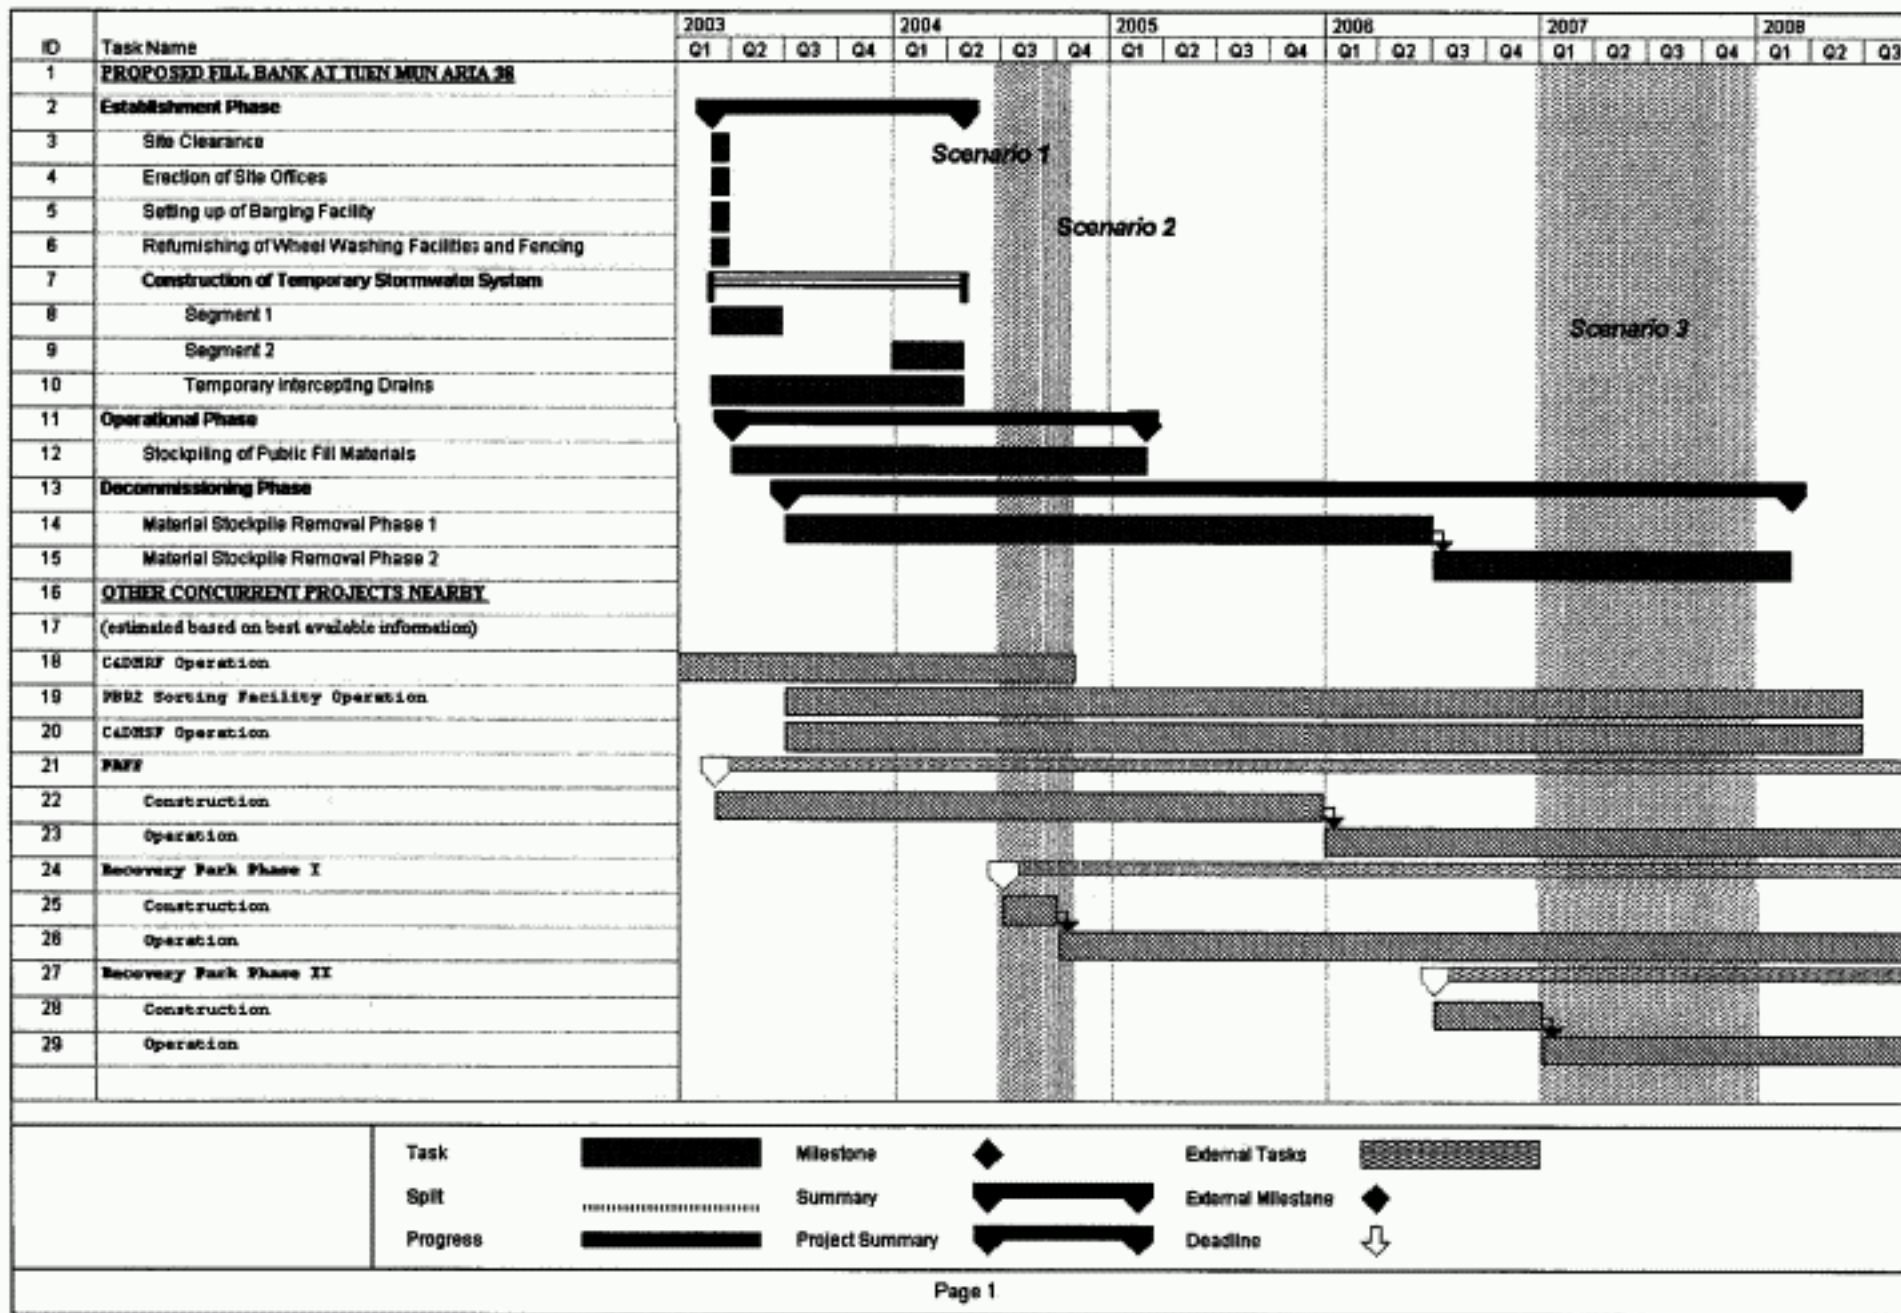 2003 2004 2005 2006 2007 2008
ID Task Name Q1 Q2 Q3 Q4 Q1 Q2 Q3 Q4 Q1 Q2 Q3 Q4 Q1 Q2 Q3 Q4 Q1 Q2 Q3 Q4 Q1 Q2 Q3
1 PROPOSED FILL BANK AT TUEN MUN AREA 38
2 Establishment Phase
3 Site Clearance
Scenario 1
4 Erection of Site Offices
5 Setting up of Barging Facility
Scenario 2
6 Refurnishing of Wheel Washing Facilities and Fencing
7 Construction of Temporary Stormwater System
8 Segment 1
Scenario 3
9 Segment 2
10 Temporary Intercepting Drains
11 Operational Phase
12 Stockpiling of Public Fill Materials
13 Decommissioning Phase
14 Material Stockpile Removal Phase 1
15 Material Stockpile Removal Phase 2
16 OTHER CONCURRENT PROJECTS NEARBY
17 (estimated based on best available information)
18 C&DMRF Operation
19 Sorting Facility Operation
20 C&DMSF Operation
21 PAFF
22 Construction
23 Operation
24 Recovery Park Phase I
25 Construction
26 Operation
27 Recovery Park Phase II
28 Construction
29 Operation
Task Milestone External Tasks
Split Summary External Milestone
Progress Project Summary Deadline
Page 1